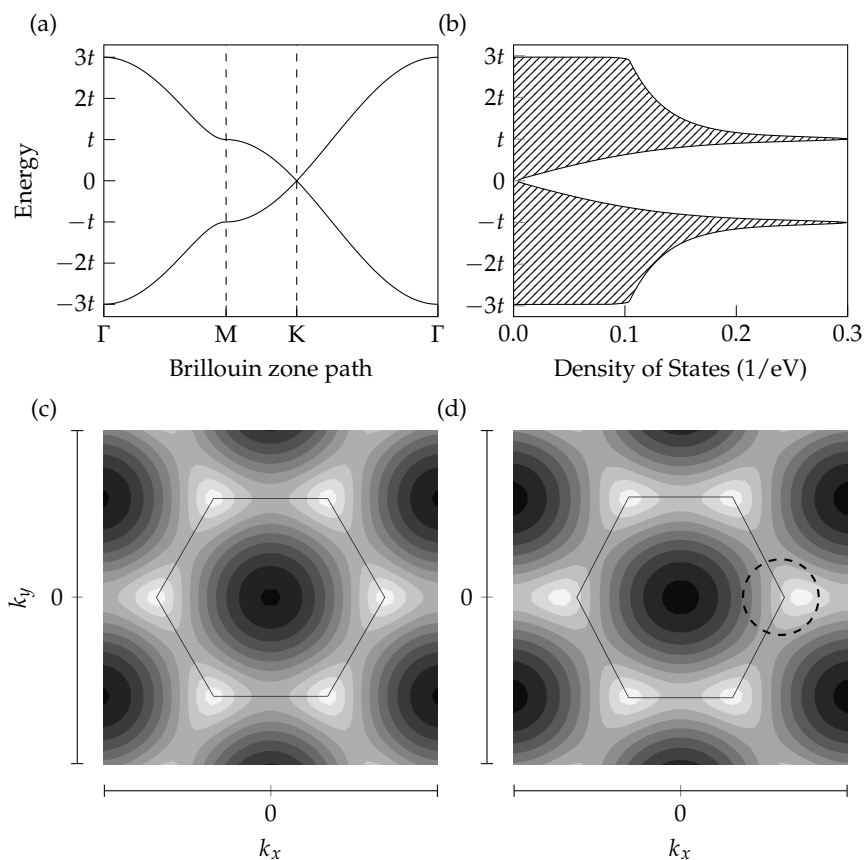 (a)
(b)
3t
2t
t
0
−t
−2t
−3t
Energy
Γ
M
K
Γ
Brillouin zone path
3t
2t
t
0
−t
−2t
−3t
0.0
0.1
0.2
0.3
Density of States (1/eV)
(c)
(d)
0
k_y
0
0
k_x
0
k_x